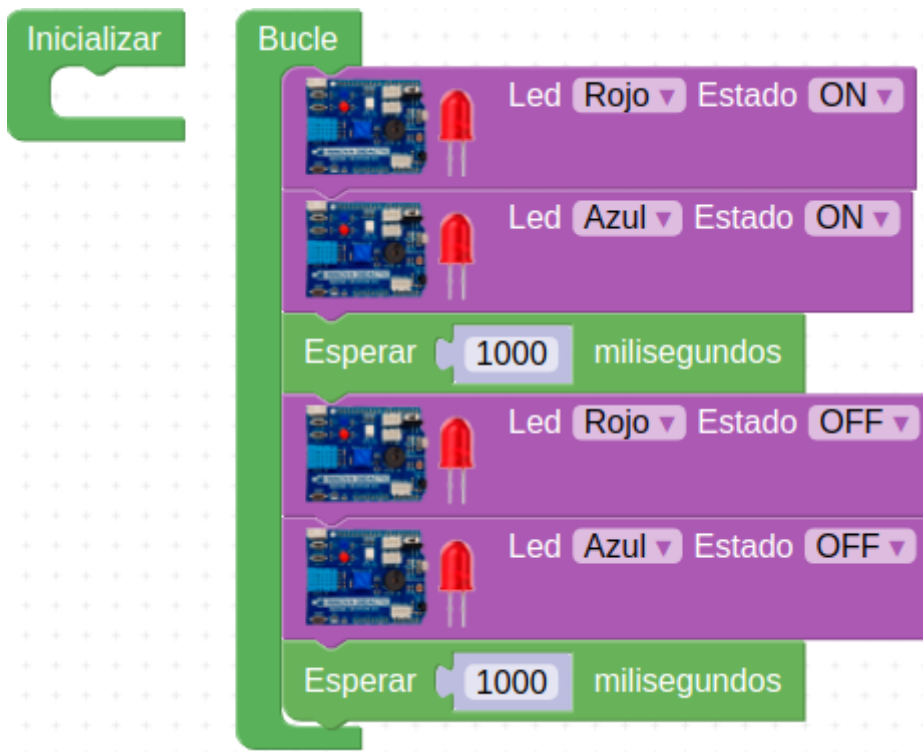 Inicializar
Bucle
Led Rojo Estado ON
Led Azul Estado ON
Esperar 1000 milisegundos
Led Rojo Estado OFF
Led Azul Estado OFF
Esperar 1000 milisegundos